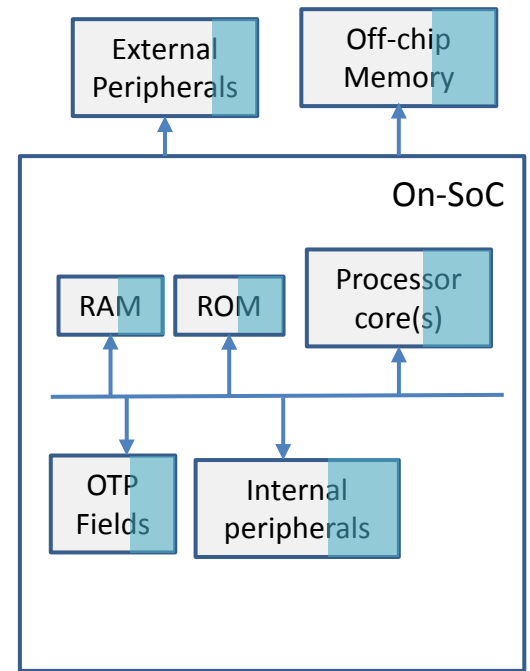 External
Peripherals
Off-chip
Memory
On-SoC
RAM
ROM
Processor
core(s)
OTP
Fields
Internal
peripherals